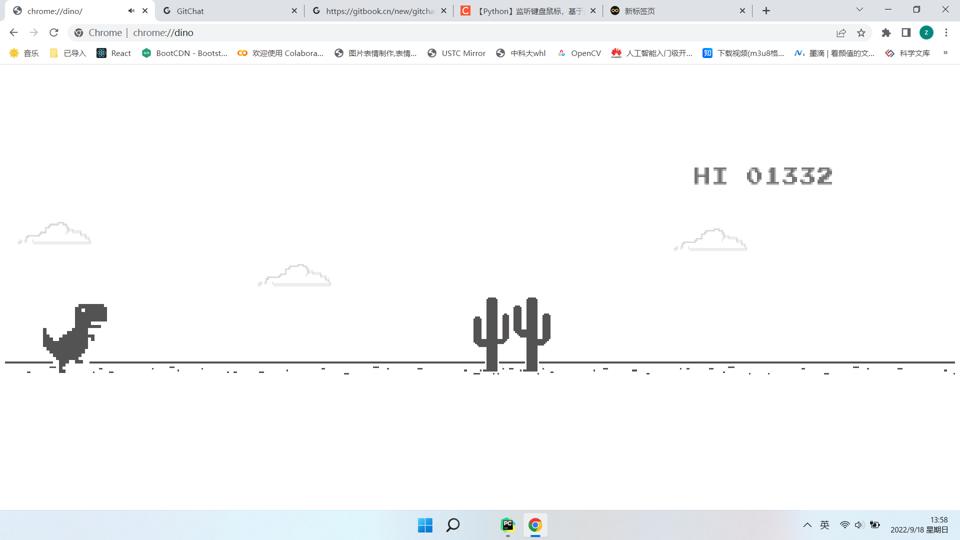 chrome://dino/
GitChat
https://gitbook.cn/new/gitcha
【Python】监听键盘鼠标，基于
新标签页
Chrome | chrome://dino
音乐
已导入
React
BootCDN - Bootst...
欢迎使用 Colabora...
图片表情制作,表情...
USTC Mirror
中科大whl
OpenCV
人工智能入门极开...
下载视频(m3u8格...
墨滴 | 看颜值的文...
科学文库
»
HI 01332
英
13:58
2022/9/18 星期日